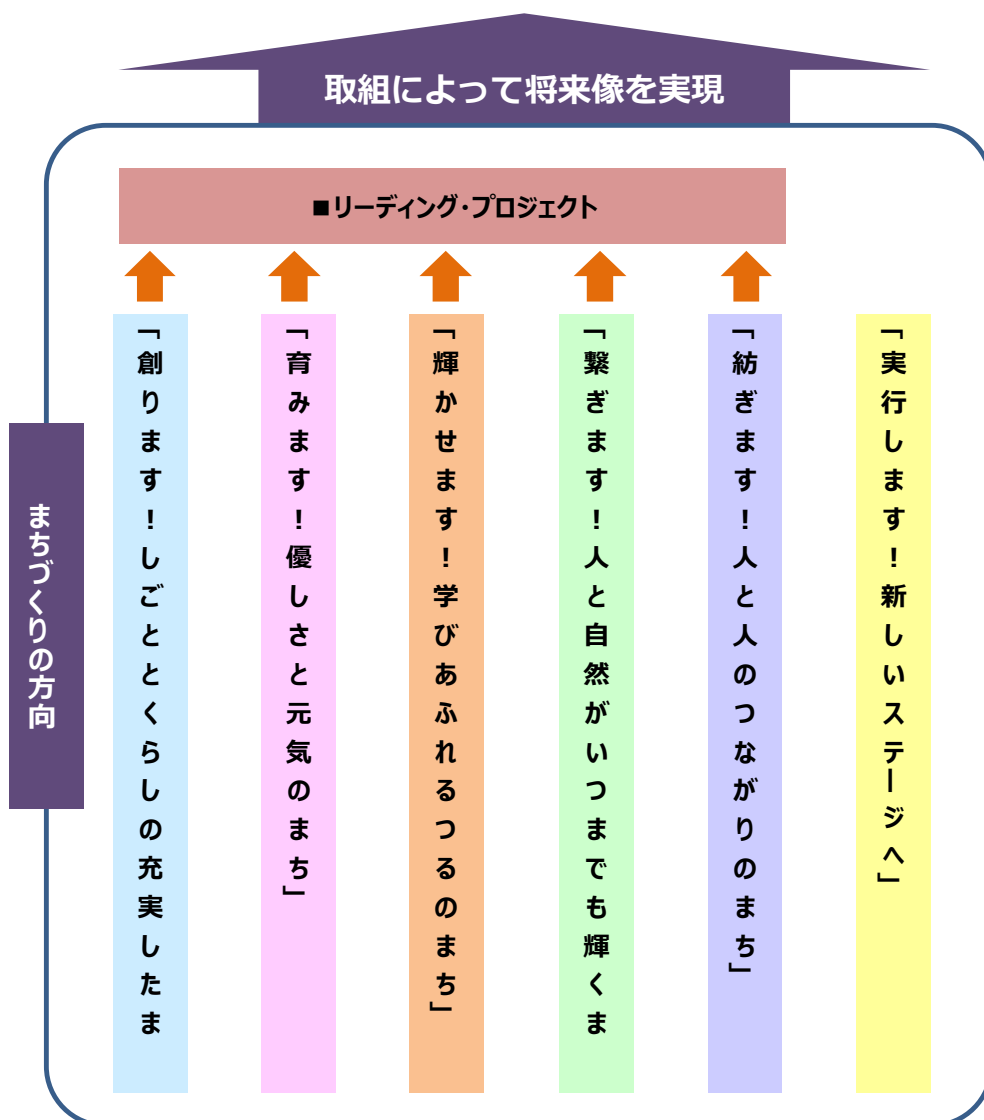 取組によって将来像を実現
■リーディング・プロジェクト
まちづくりの方向
「創ります!しごととくらしの充実したま
「育みます!優しさと元気のまち」
「輝かせます!学びあふれるつるのまち」
「繋ぎます!人と自然がいつまでも輝くま
「紡ぎます!人と人のつながりのまち」
「実行します!新しいステージへ」